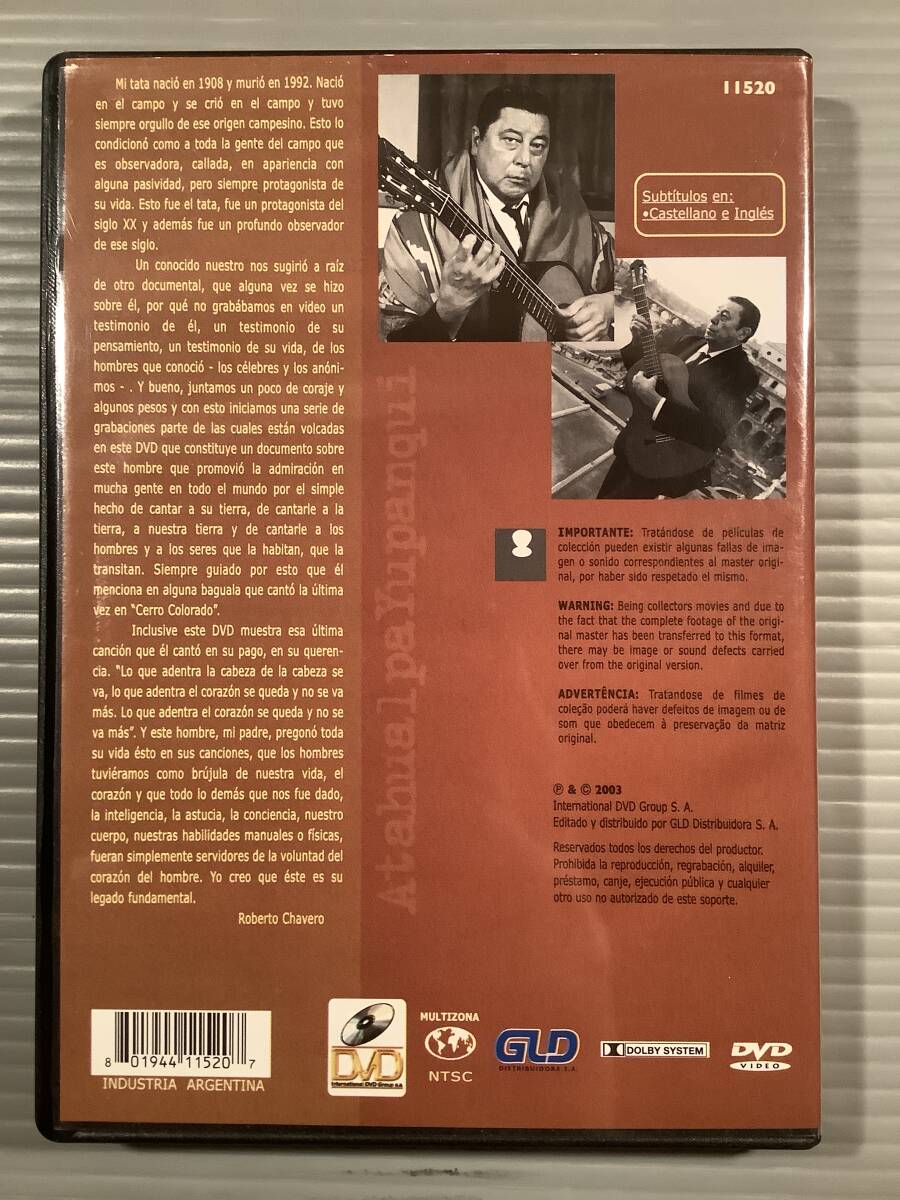 Mi tata nació en 1908 y murió en 1992. Nació
en el campo y se crió en el campo y tuvo
siempre orgullo de ese origen campesino. Esto lo
condicionó como a toda la gente del campo que
es observadora, callada, en apariencia con
alguna pasividad, pero siempre protagonista de
su vida. Esto fue el tata, fue un protagonista del
siglo XX y además fue un profundo observador
de ese siglo.
Un conocido nuestro nos sugirió a raíz
de otro documental, que alguna vez se hizo
sobre él, por qué no grabábamos en video un
testimonio de él, un testimonio de su
pensamiento, un testimonio de su vida, de los
hombres que conoció - los célebres y los anóni-
mos - . Y bueno, juntamos un poco de coraje y
algunos pesos y con esto iniciamos una serie de
grabaciones parte de las cuales están volcadas
en este DVD que constituye un documento sobre
este hombre que promovió la admiración en
mucha gente en todo el mundo por el simple
hecho de cantar a su tierra, de cantarle a la
tierra, a nuestra tierra y de cantarle a los
hombres y a los seres que la habitan, que la
transitan. Siempre guiado por esto que él
menciona en alguna baguala que cantó la última
vez en "Cerro Colorado".
Inclusive este DVD muestra esa última
canción que él cantó en su pago, en su queren-
cia. "Lo que adentra la cabeza de la cabeza se
va, lo que adentra el corazón se queda y no se va
más. Lo que adentra el corazón se queda y no se
va más". Y este hombre, mi padre, pregonó toda
su vida ésto en sus canciones, que los hombres
tuviéramos como brújula de nuestra vida, el
corazón y que todo lo demás que nos fue dado,
la inteligencia, la astucia, la conciencia, nuestro
cuerpo, nuestras habilidades manuales o físicas,
fueran simplemente servidores de la voluntad del
corazón del hombre. Yo creo que éste es su
legado fundamental.
Roberto Chavero
AtahualpaYupanqui
11520
Subtítulos en:
•Castellano e Inglés
IMPORTANTE: Tratándose de películas de
colección pueden existir algunas fallas de ima-
gen o sonido correspondientes al master origi-
nal, por haber sido respetado el mismo.
WARNING: Being collectors movies and due to
the fact that the complete footage of the origi-
nal master has been transferred to this format,
there may be image or sound defects carried
over from the original version.
ADVERTÊNCIA: Tratandose de filmes de
coleção poderá haver defeitos de imagem ou de
som que obedecem à preservação da matriz
original.
℗ & © 2003
International DVD Group S. A.
Editado y distribuido por GLD Distribuidora S. A.
Reservados todos los derechos del productor.
Prohibida la reproducción, regrabación, alquiler,
préstamo, canje, ejecución pública y cualquier
otro uso no autorizado de este soporte.
8 01944 11520 7
INDUSTRIA ARGENTINA
DVD
International DVD Group S.A
MULTIZONA
NTSC
GLD
DISTRIBUIDORA S.A.
DOLBY SYSTEM
DVD
VIDEO